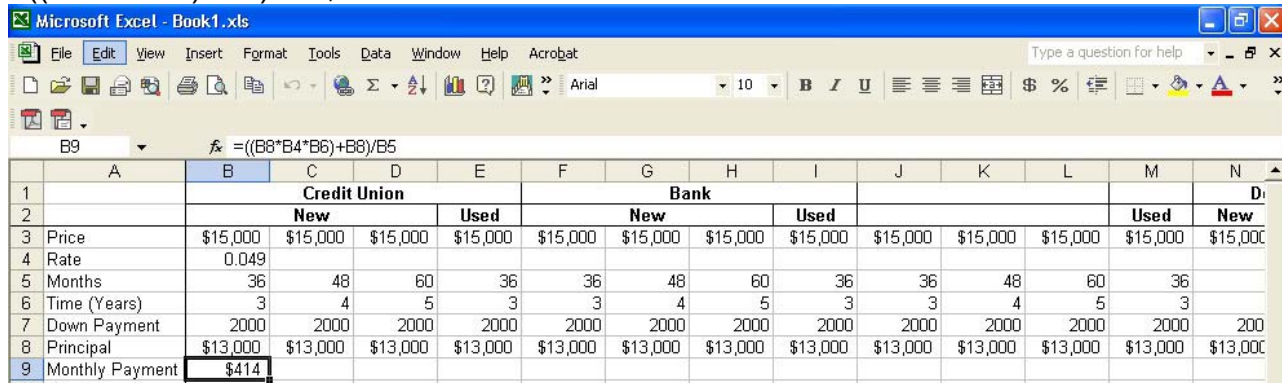 Microsoft Excel - Book1.xls
File Edit View Insert Format Tools Data Window Help Acrobat Type a question for help
Arial 10 B I U $ %
B9 fx =((B8*B4*B6)+B8)/B5
A B C D E F G H I J K L M N
1 Credit Union Bank
2 New Used New Used Used New
3 Price $15,000 $15,000 $15,000 $15,000 $15,000 $15,000 $15,000 $15,000 $15,000 $15,000 $15,000 $15,000 $15,000
4 Rate 0.049
5 Months 36 48 60 36 36 48 60 36 36 48 60 36
6 Time (Years) 3 4 5 3 3 4 5 3 3 4 5 3
7 Down Payment 2000 2000 2000 2000 2000 2000 2000 2000 2000 2000 2000 2000 200
8 Principal $13,000 $13,000 $13,000 $13,000 $13,000 $13,000 $13,000 $13,000 $13,000 $13,000 $13,000 $13,000 $13,000
9 Monthly Payment $414